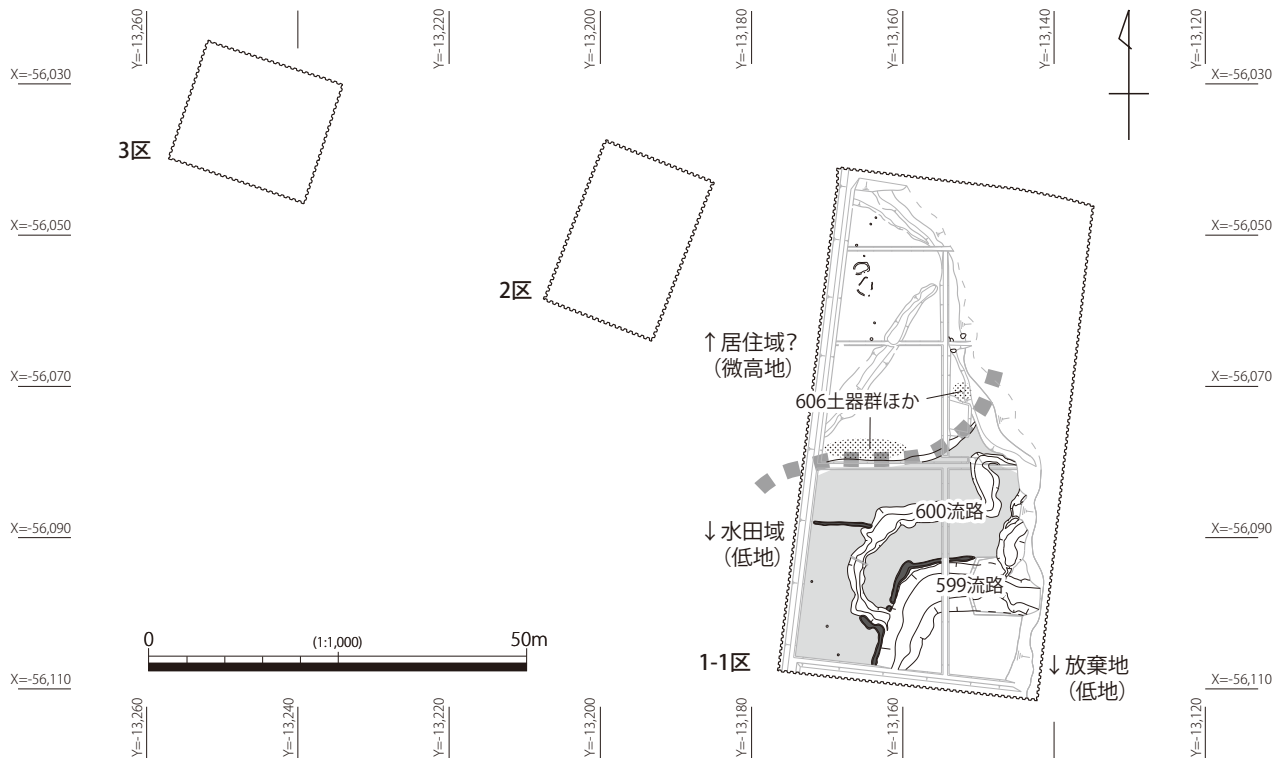 Y=-13,260
Y=-13,220
Y=-13,200
Y=-13,180
Y=-13,160
Y=-13,140
Y=-13,120
X=-56,030
X=-56,030
3区
X=-56,050
X=-56,050
2区
↑居住域?
(微高地)
X=-56,070
X=-56,070
606土器群ほか
600流路
X=-56,090
X=-56,090
↓水田域
(低地)
599流路
0
(1:1,000)
50m
1-1区
↓放棄地
(低地)
X=-56,110
X=-56,110
Y=-13,260
Y=-13,240
Y=-13,220
Y=-13,200
Y=-13,180
Y=-13,160
Y=-13,120